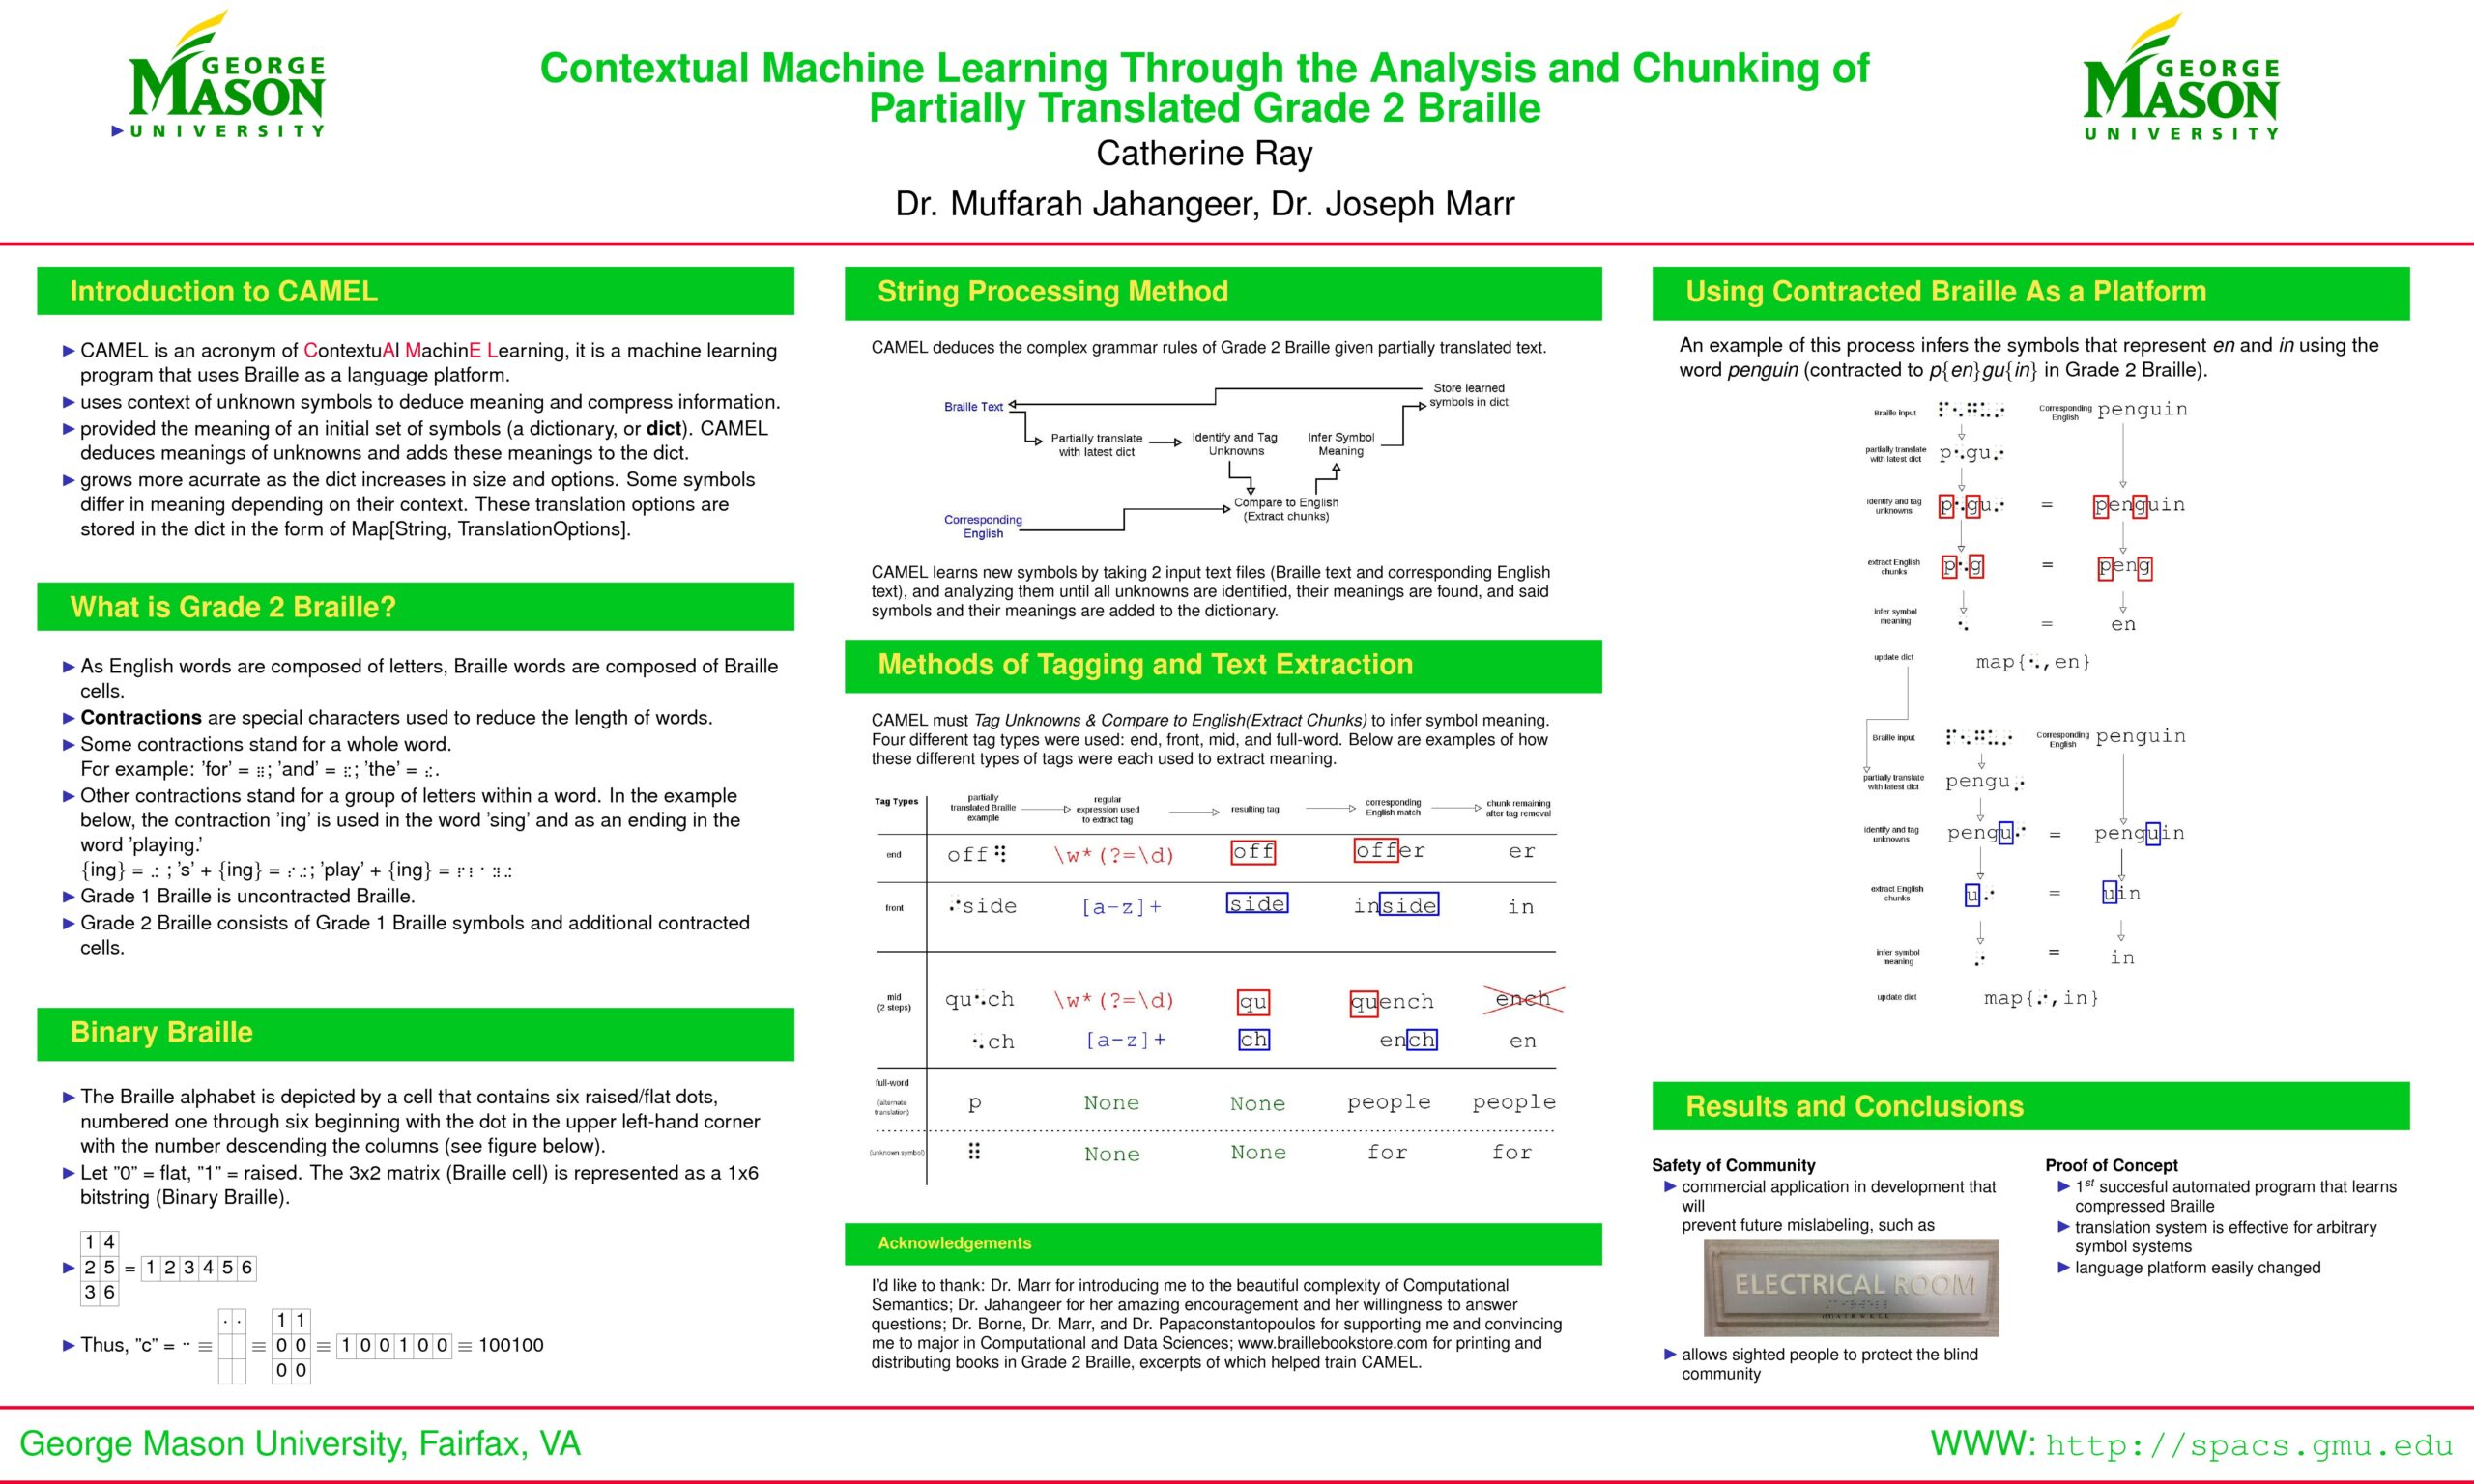 GEORGE
MASON
UNIVERSITY
Contextual Machine Learning Through the Analysis and Chunking of
Partially Translated Grade 2 Braille
Catherine Ray
Dr. Muffarah Jahangeer, Dr. Joseph Marr
GEORGE
MASON
UNIVERSITY
Introduction to CAMEL
► CAMEL is an acronym of ContextuAl MachinE Learning, it is a machine learning
program that uses Braille as a language platform.
► uses context of unknown symbols to deduce meaning and compress information.
► provided the meaning of an initial set of symbols (a dictionary, or dict). CAMEL
deduces meanings of unknowns and adds these meanings to the dict.
► grows more acurrate as the dict increases in size and options. Some symbols
differ in meaning depending on their context. These translation options are
stored in the dict in the form of Map[String, TranslationOptions].
What is Grade 2 Braille?
► As English words are composed of letters, Braille words are composed of Braille
cells.
► Contractions are special characters used to reduce the length of words.
► Some contractions stand for a whole word.
For example: 'for' = ⠿; 'and' = ⠯; 'the' = ⠮.
► Other contractions stand for a group of letters within a word. In the example
below, the contraction 'ing' is used in the word 'sing' and as an ending in the
word 'playing.'
{ing} = ⠬ ; 's' + {ing} = ⠎⠬; 'play' + {ing} = ⠏⠇⠁⠽⠬
► Grade 1 Braille is uncontracted Braille.
► Grade 2 Braille consists of Grade 1 Braille symbols and additional contracted
cells.
Binary Braille
► The Braille alphabet is depicted by a cell that contains six raised/flat dots,
numbered one through six beginning with the dot in the upper left-hand corner
with the number descending the columns (see figure below).
► Let "0" = flat, "1" = raised. The 3x2 matrix (Braille cell) is represented as a 1x6
bitstring (Binary Braille).
1 4
► 2 5 = 1 2 3 4 5 6
3 6
1 1
► Thus, "c" = ⠉ ≡ ≡ 0 0 ≡ 1 0 0 1 0 0 ≡ 100100
0 0
String Processing Method
CAMEL deduces the complex grammar rules of Grade 2 Braille given partially translated text.
Braille Text
Store learned
symbols in dict
Partially translate
with latest dict
Identify and Tag
Unknowns
Infer Symbol
Meaning
Compare to English
(Extract chunks)
Corresponding
English
CAMEL learns new symbols by taking 2 input text files (Braille text and corresponding English
text), and analyzing them until all unknowns are identified, their meanings are found, and said
symbols and their meanings are added to the dictionary.
Methods of Tagging and Text Extraction
CAMEL must Tag Unknowns & Compare to English(Extract Chunks) to infer symbol meaning.
Four different tag types were used: end, front, mid, and full-word. Below are examples of how
these different types of tags were each used to extract meaning.
Tag Types
partially
translated Braille
example
regular
expression used
to extract tag
resulting tag
corresponding
English match
chunk remaining
after tag removal
end off⠻ \w*(?=\d) off offer er
front ⠔side [a-z]+ side inside in
mid
(2 steps)
qu⠢ch \w*(?=\d) qu quench ench
⠢ch [a-z]+ ch ench en
full-word
(alternate
translation)
p None None people people
(unknown symbol) ⠿ None None for for
Acknowledgements
I'd like to thank: Dr. Marr for introducing me to the beautiful complexity of Computational
Semantics; Dr. Jahangeer for her amazing encouragement and her willingness to answer
questions; Dr. Borne, Dr. Marr, and Dr. Papaconstantopoulos for supporting me and convincing
me to major in Computational and Data Sciences; www.braillebookstore.com for printing and
distributing books in Grade 2 Braille, excerpts of which helped train CAMEL.
Using Contracted Braille As a Platform
An example of this process infers the symbols that represent en and in using the
word penguin (contracted to p{en}gu{in} in Grade 2 Braille).
Braille input ⠏⠢⠛⠥⠔ Corresponding
English penguin
partially translate
with latest dict p⠢gu⠔
identify and tag
unknowns p⠢gu⠔ = penguin
extract English
chunks p⠢g = peng
infer symbol
meaning ⠢ = en
update dict map{⠢,en}
Braille input ⠏⠢⠛⠥⠔ Corresponding
English penguin
partially translate
with latest dict pengu⠔
identify and tag
unknowns pengu⠔ = penguin
extract English
chunks u⠔ = uin
infer symbol
meaning ⠔ = in
update dict map{⠔,in}
Results and Conclusions
Safety of Community
► commercial application in development that
will
prevent future mislabeling, such as
ELECTRICAL ROOM
► allows sighted people to protect the blind
community
Proof of Concept
► 1st succesful automated program that learns
compressed Braille
► translation system is effective for arbitrary
symbol systems
► language platform easily changed
George Mason University, Fairfax, VA
WWW: http://spacs.gmu.edu